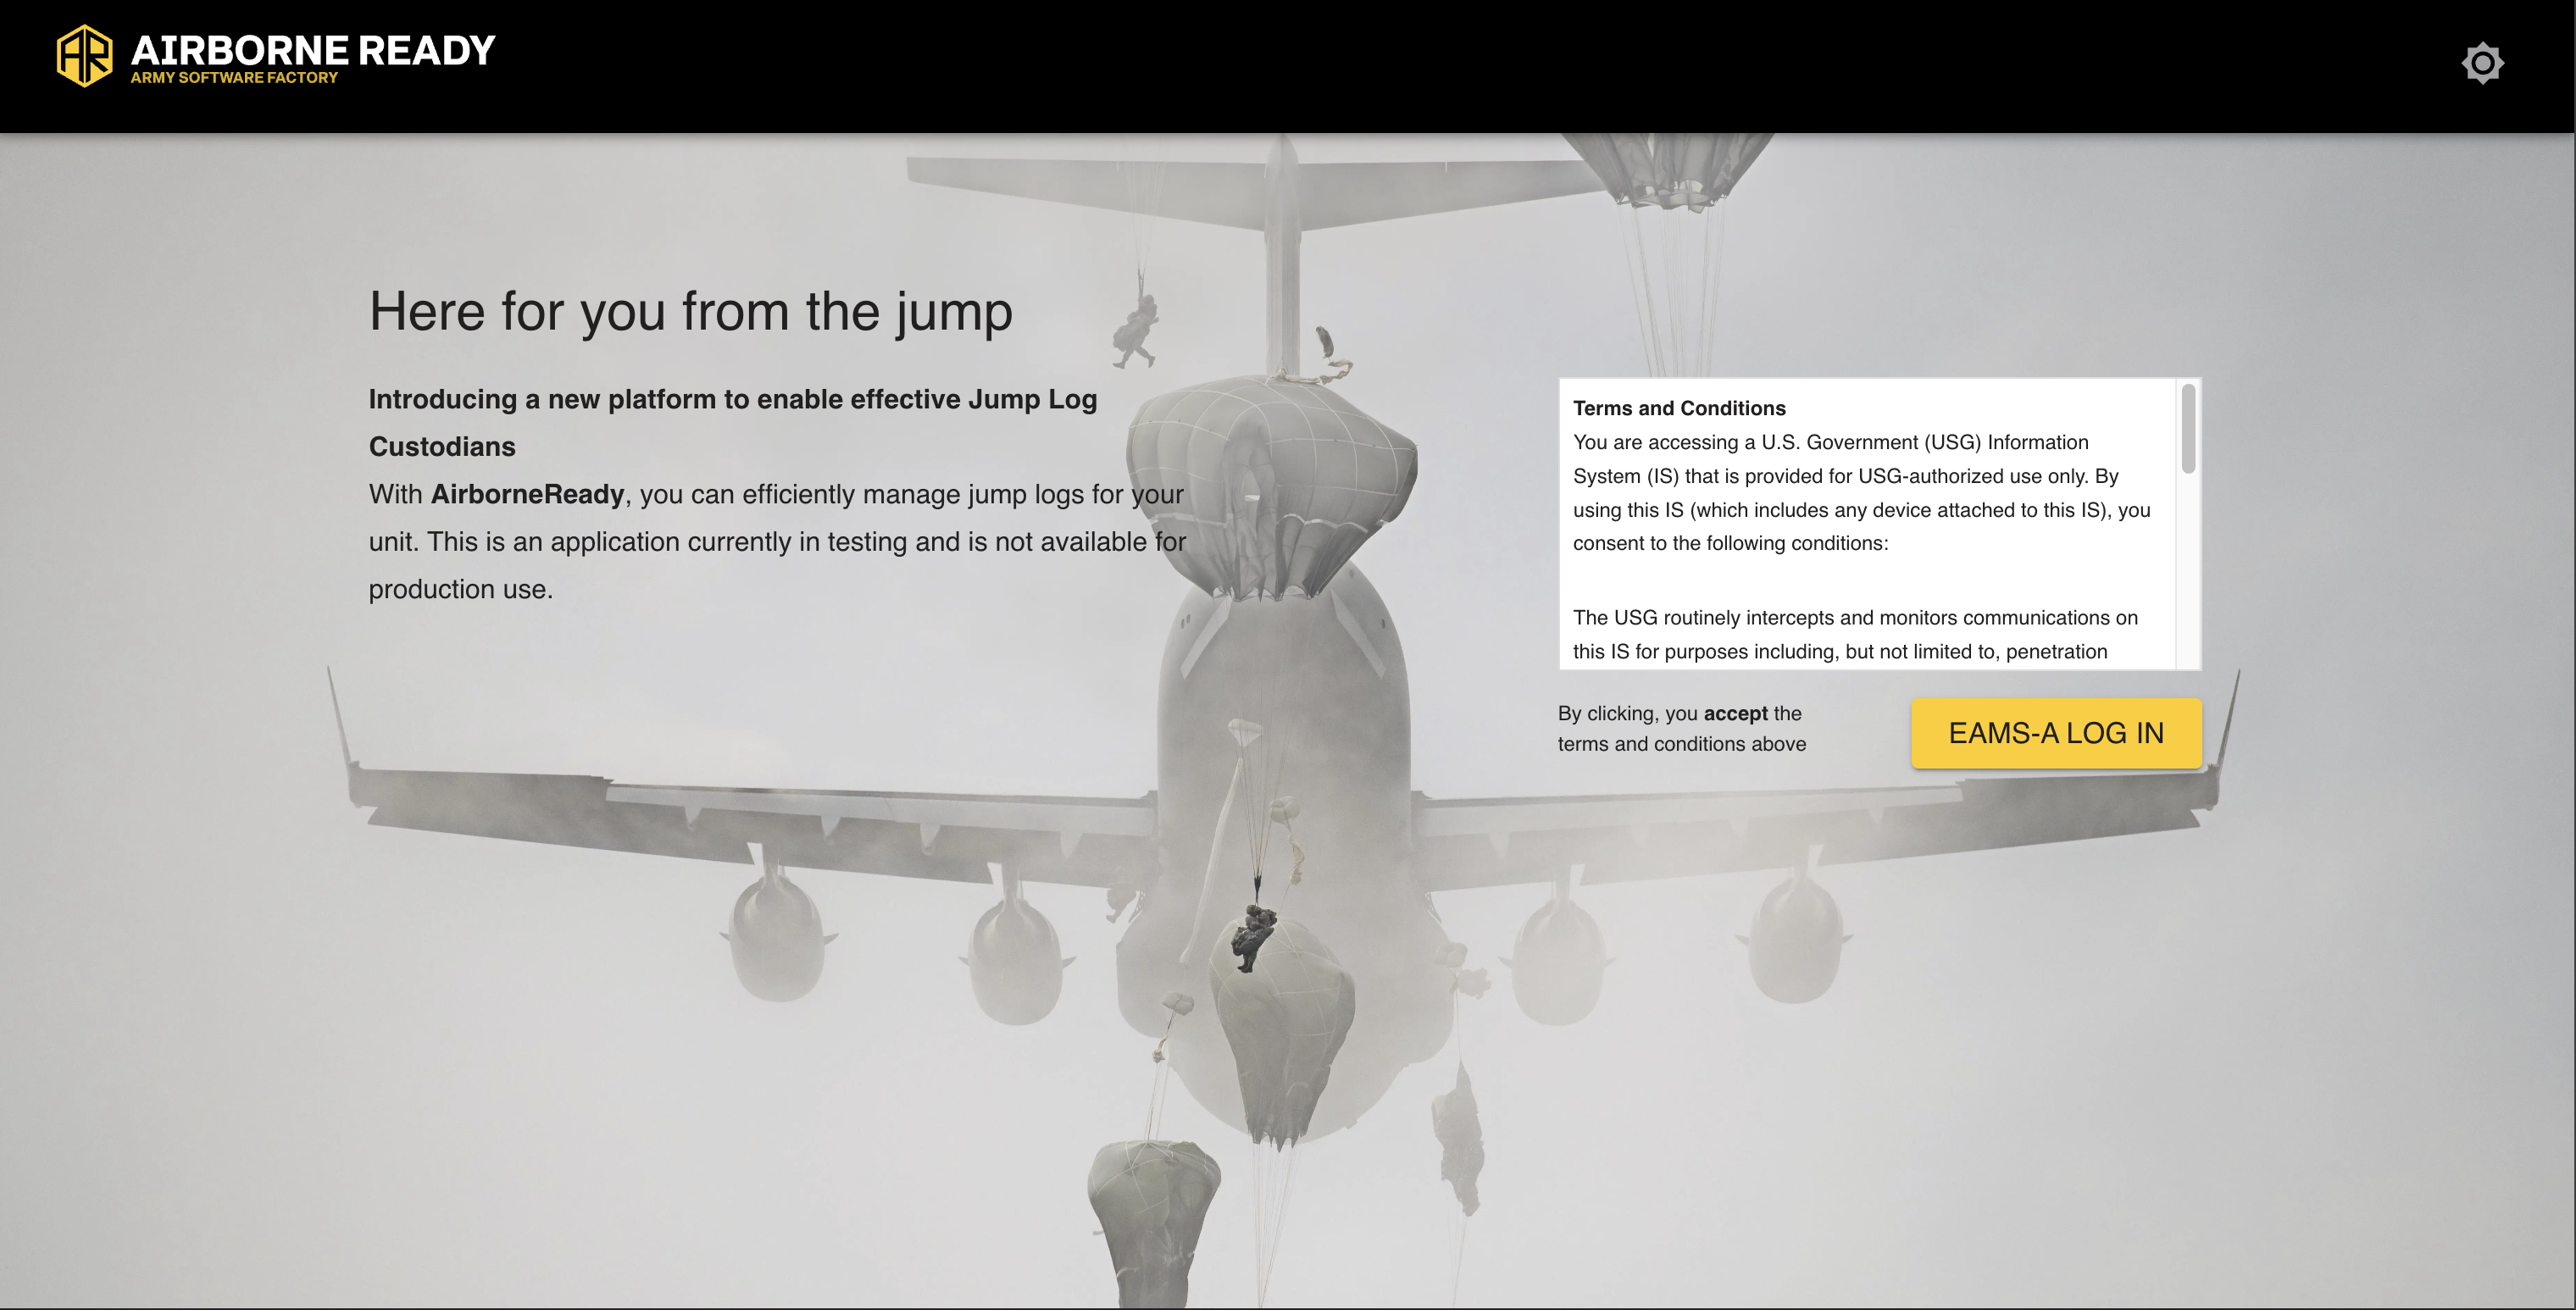 AIRBORNE READY
ARMY SOFTWARE FACTORY
Here for you from the jump
Introducing a new platform to enable effective Jump Log
Custodians
With AirborneReady, you can efficiently manage jump logs for your
unit. This is an application currently in testing and is not available for
production use.
Terms and Conditions
You are accessing a U.S. Government (USG) Information
System (IS) that is provided for USG-authorized use only. By
using this IS (which includes any device attached to this IS), you
consent to the following conditions:
The USG routinely intercepts and monitors communications on
this IS for purposes including, but not limited to, penetration
By clicking, you accept the
terms and conditions above
EAMS-A LOG IN